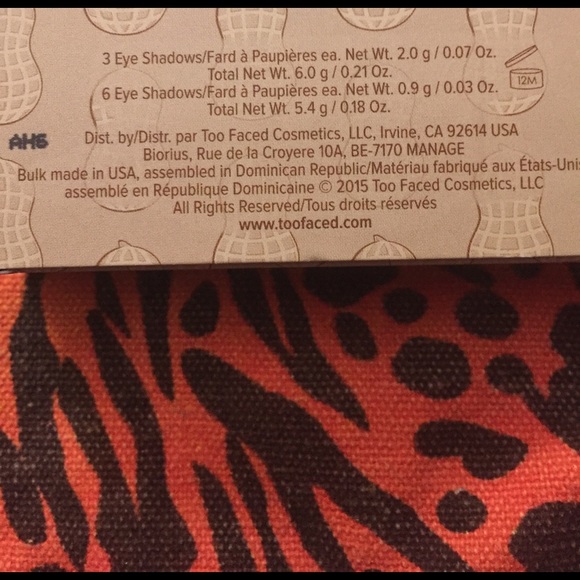 3 Eye Shadows/Fard à Paupières ea. Net Wt. 2.0 g / 0.07 Oz.
Total Net Wt. 6.0 g / 0.21 Oz.
6 Eye Shadows/Fard à Paupières ea. Net Wt. 0.9 g / 0.03 Oz.
Total Net Wt. 5.4 g / 0.18 Oz.
12M
AH6
Dist. by/Distr. par Too Faced Cosmetics, LLC, Irvine, CA 92614 USA
Biorius, Rue de la Croyere 10A, BE-7170 MANAGE
Bulk made in USA, assembled in Dominican Republic/Matériau fabriqué aux États-Unis
assemblé en République Dominicaine © 2015 Too Faced Cosmetics, LLC
All Rights Reserved/Tous droits réservés
www.toofaced.com